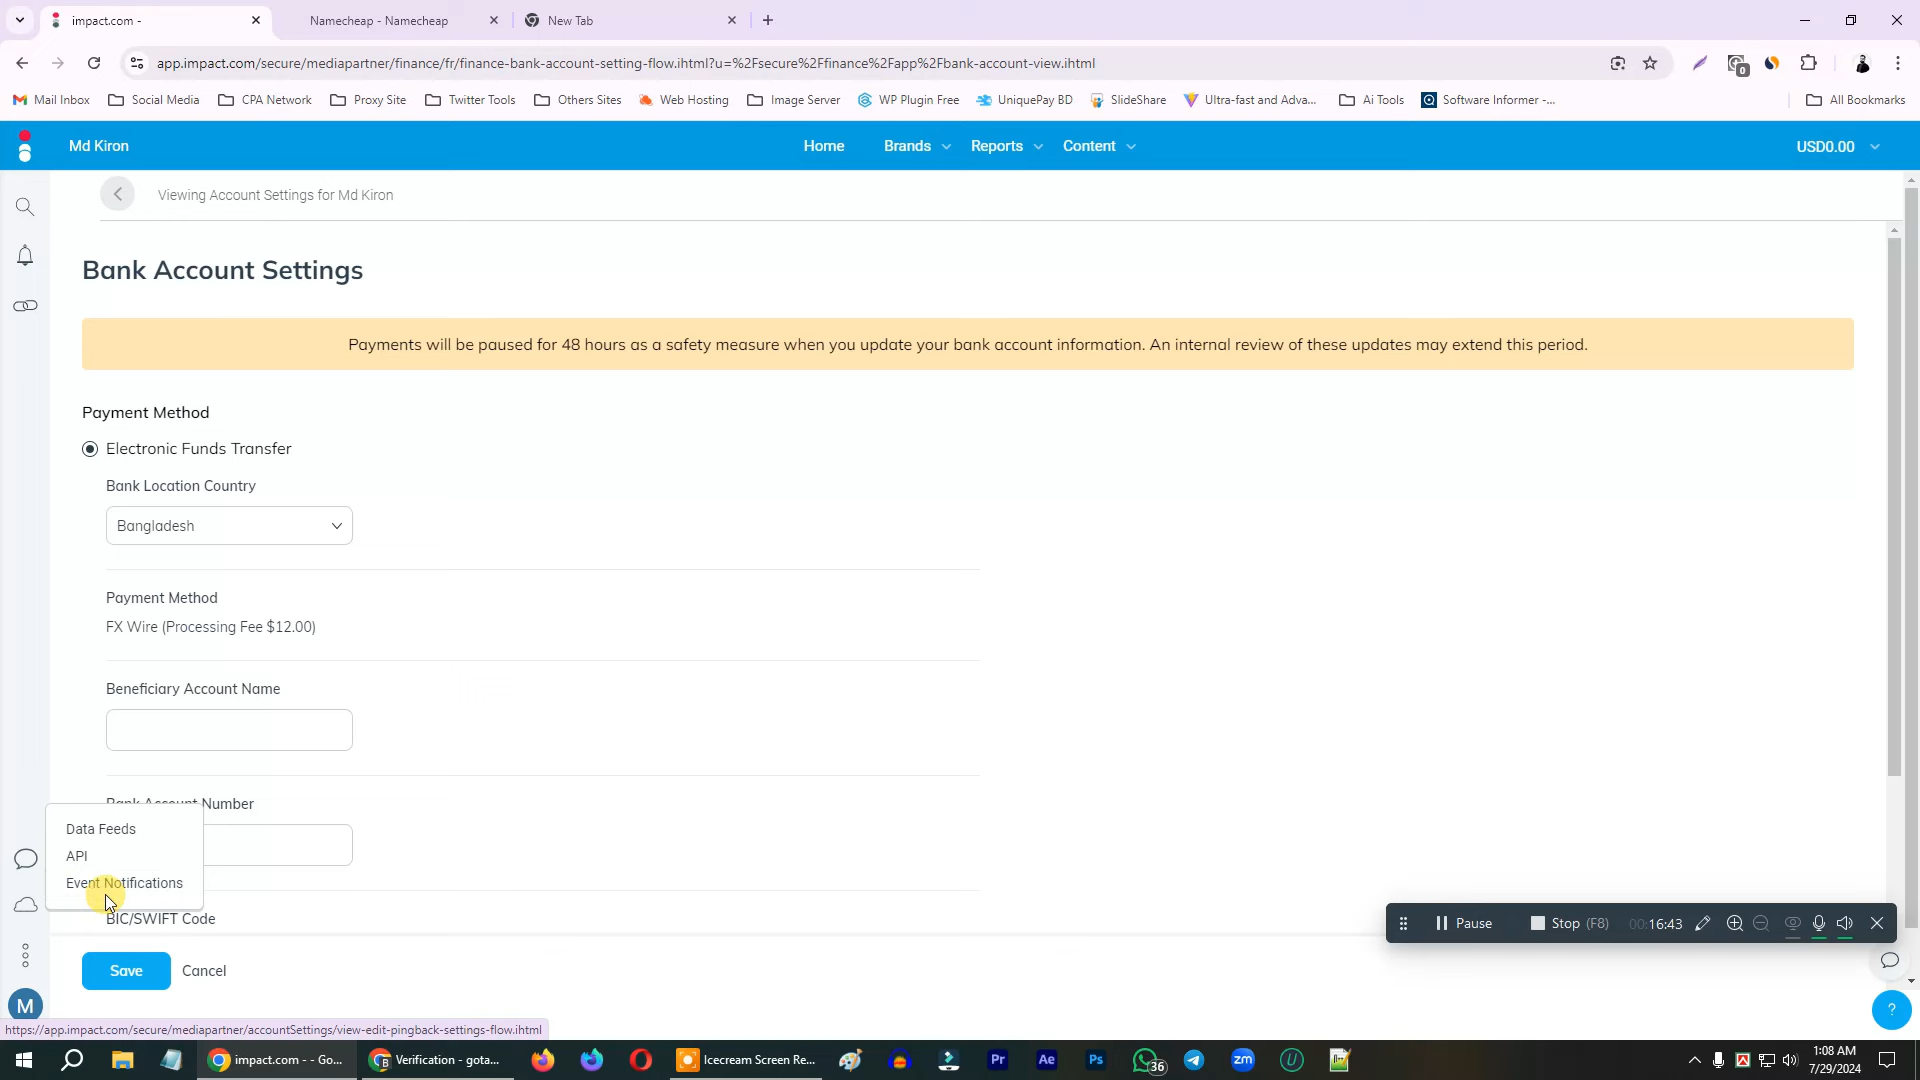 impact.com -
Namecheap - Namecheap
New Tab
app.impact.com/secure/mediapartner/finance/fr/finance-bank-account-setting-flow.ihtml?u=%2Fsecure%2Ffinance%2Fapp%2Fbank-account-view.ihtml
0
Mail Inbox
Social Media
CPA Network
Proxy Site
Twitter Tools
Others Sites
Web Hosting
Image Server
WP Plugin Free
UniquePay BD
SlideShare
Ultra-fast and Adva...
Ai Tools
Software Informer -...
All Bookmarks
Md Kiron
Home
Brands
Reports
Content
USD0.00
Viewing Account Settings for Md Kiron
Bank Account Settings
Payments will be paused for 48 hours as a safety measure when you update your bank account information. An internal review of these updates may extend this period.
Payment Method
Electronic Funds Transfer
Bank Location Country
Bangladesh
Payment Method
FX Wire (Processing Fee $12.00)
Beneficiary Account Name
Bank Account Number
Data Feeds
API
Event Notifications
BIC/SWIFT Code
Pause
Stop (F8)
00:16:43
Save
Cancel
M
?
https://app.impact.com/secure/mediapartner/accountSettings/view-edit-pingback-settings-flow.ihtml
impact.com - - Go...
B
Verification - gota...
Icecream Screen Re...
Pr
Ae
Ps
36
zm
U
1:08 AM
7/29/2024